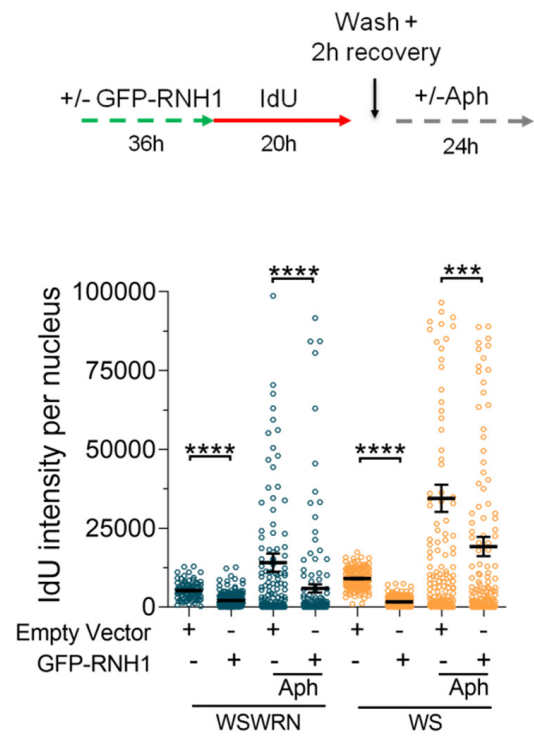 Wash +
2h recovery
+/- GFP-RNH1 IdU +/-Aph
36h 20h 24h
**** ***
100000
75000
**** ****
50000
25000
0
IdU intensity per nucleus
Empty Vector + - + - + - + -
GFP-RNH1 - + - + - + - +
Aph Aph
WSWRN WS